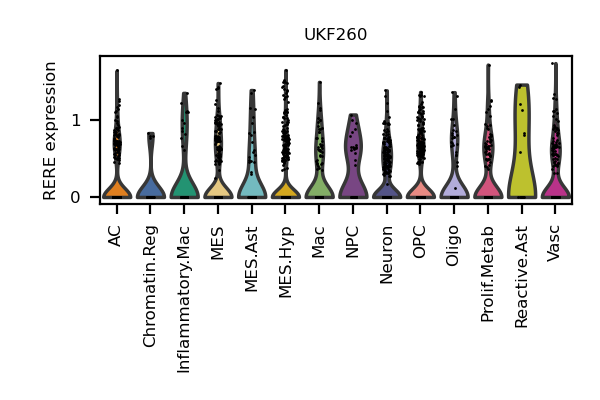 UKF260
RERE expression
1
0
AC
Chromatin.Reg
Inflammatory.Mac
MES
MES.Ast
MES.Hyp
Mac
NPC
Neuron
OPC
Oligo
Prolif.Metab
Reactive.Ast
Vasc